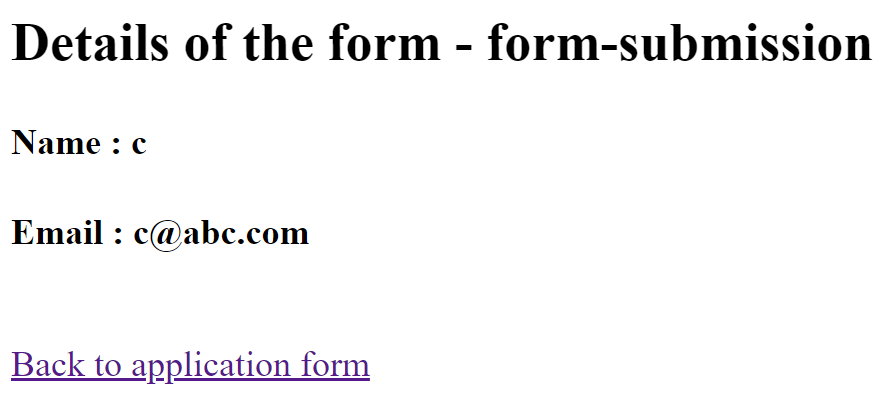 Details of the form - form-submission
Name : c
Email : c@abc.com
Back to application form